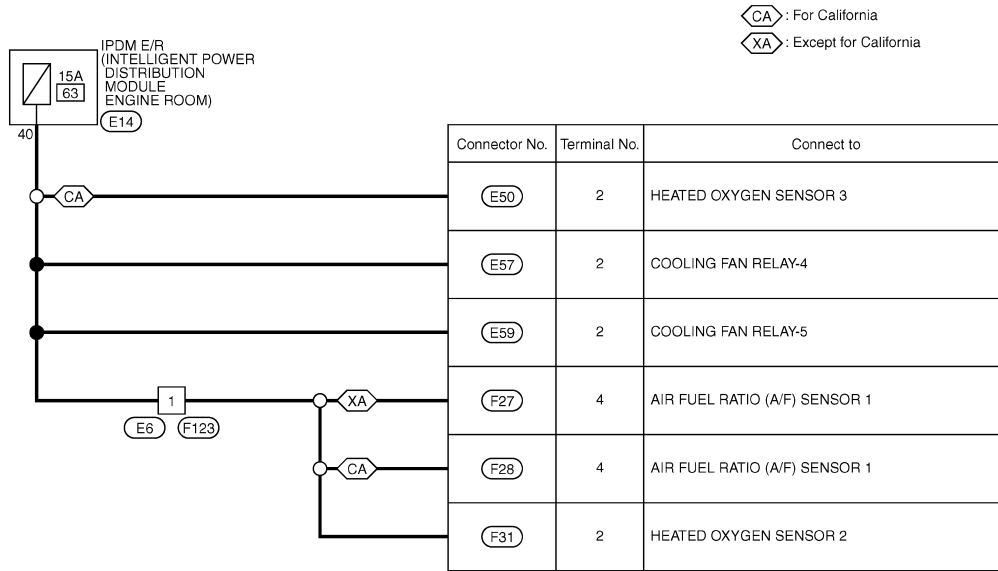 CA : For California
XA : Except for California
IPDM E/R
(INTELLIGENT POWER
DISTRIBUTION
MODULE
ENGINE ROOM)
15A
63
E14
40
Connector No. Terminal No. Connect to
CA E50 2 HEATED OXYGEN SENSOR 3
E57 2 COOLING FAN RELAY-4
E59 2 COOLING FAN RELAY-5
1 XA F27 4 AIR FUEL RATIO (A/F) SENSOR 1
E6 F123
CA F28 4 AIR FUEL RATIO (A/F) SENSOR 1
F31 2 HEATED OXYGEN SENSOR 2